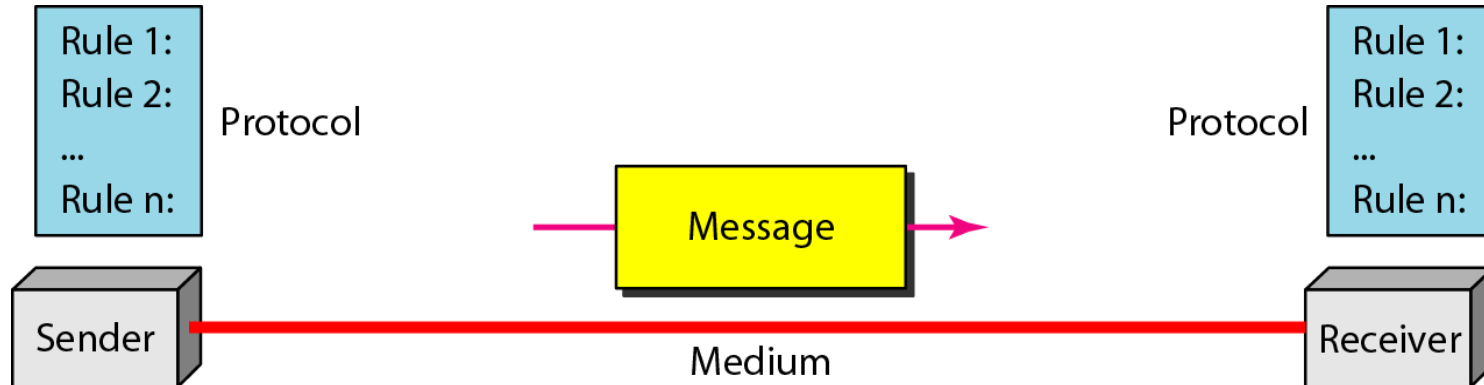 Rule 1:
Rule 2:
...
Rule n:
Protocol
Message
Protocol
Rule 1:
Rule 2:
...
Rule n:
Sender
Medium
Receiver